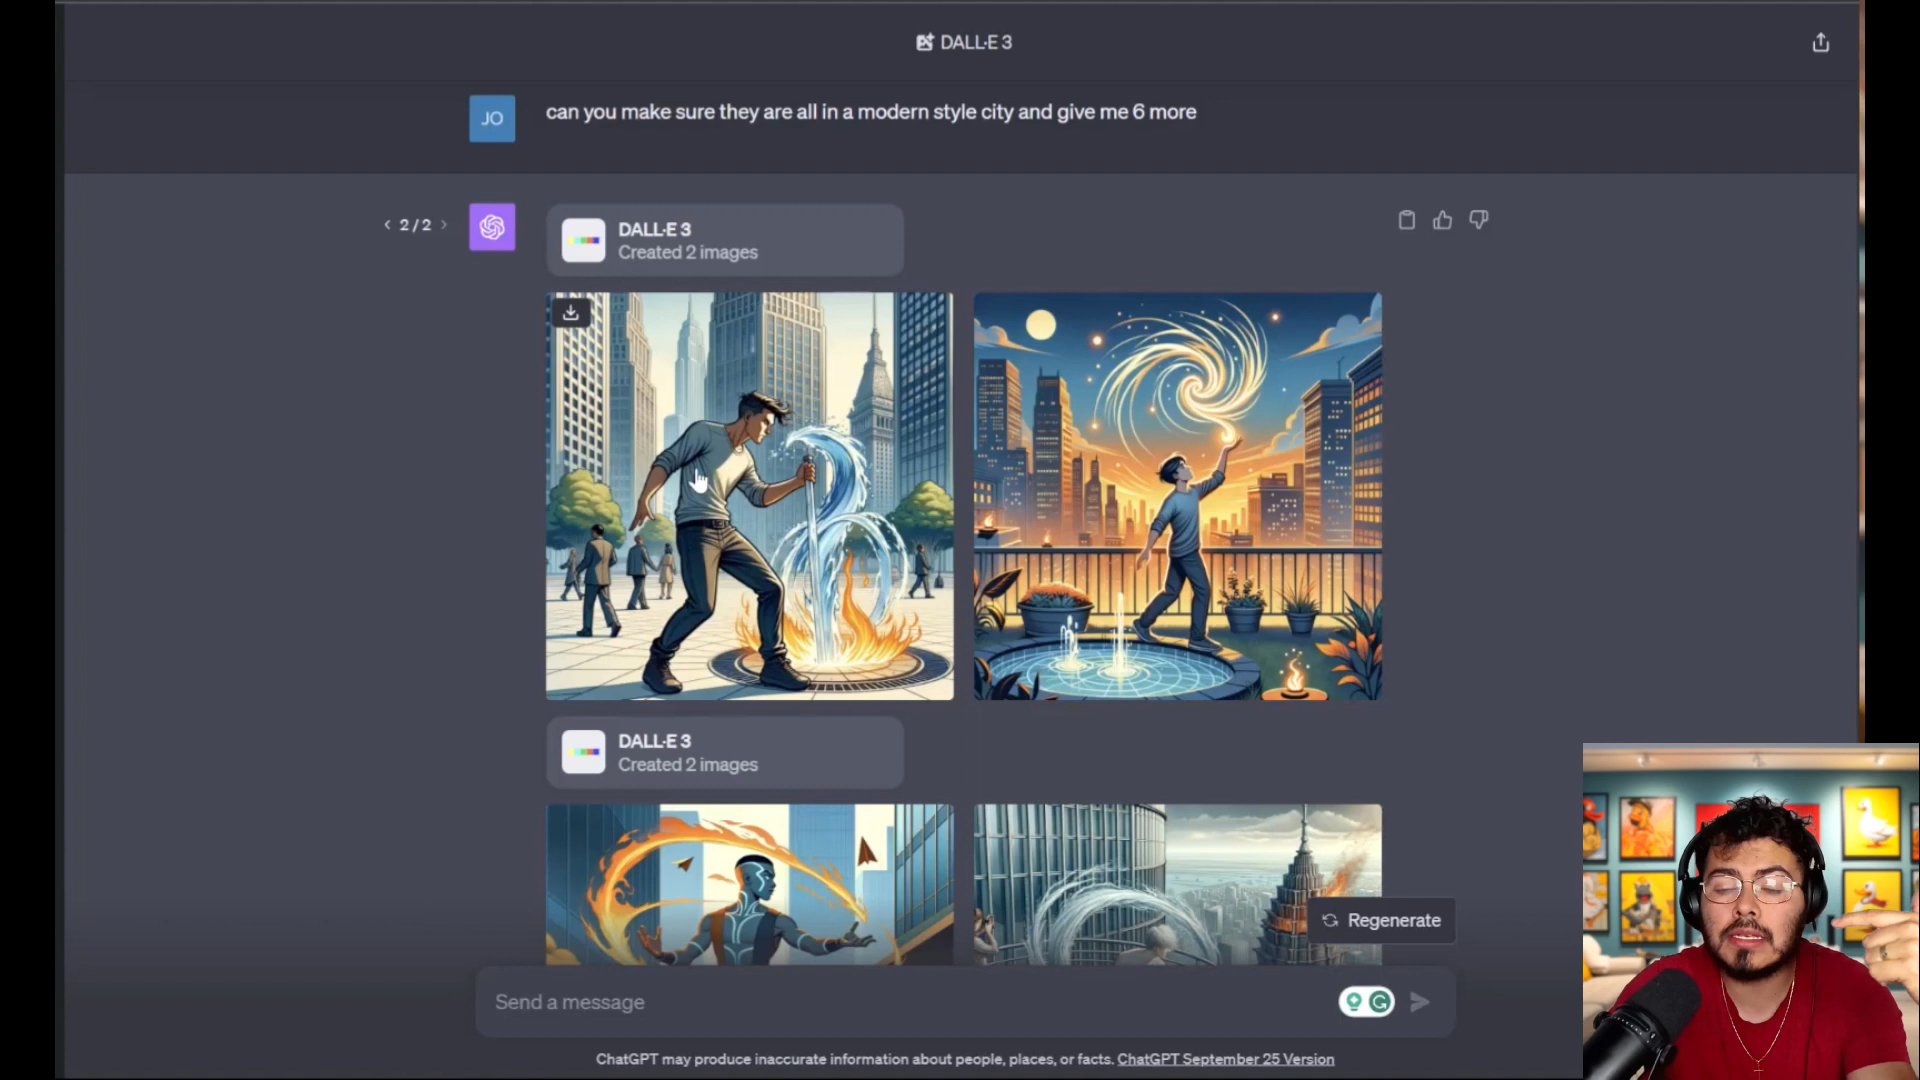 DALL·E 3
JO
can you make sure they are all in a modern style city and give me 6 more
< 2 / 2 >
DALL·E 3
Created 2 images
DALL·E 3
Created 2 images
Regenerate
Send a message
ChatGPT may produce inaccurate information about people, places, or facts. ChatGPT September 25 Version